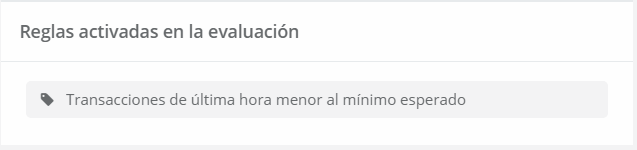 Reglas activadas en la evaluación
Transacciones de última hora menor al mínimo esperado